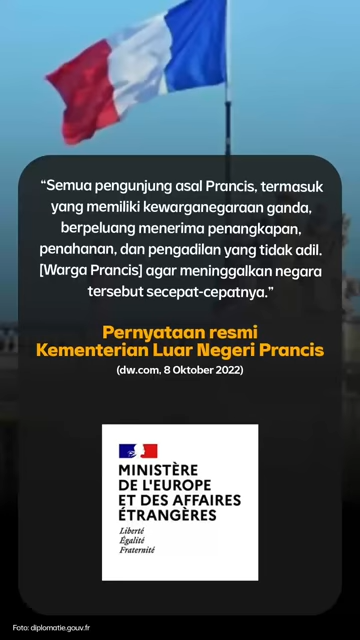 “Semua pengunjung asal Prancis, termasuk
yang memiliki kewarganegaraan ganda,
berpeluang menerima penangkapan,
penahanan, dan pengadilan yang tidak adil.
[Warga Prancis] agar meninggalkan negara
tersebut secepat-cepatnya.”
Pernyataan resmi
Kementerian Luar Negeri Prancis
(dw.com, 8 Oktober 2022)
MINISTÈRE
DE L'EUROPE
ET DES AFFAIRES
ÉTRANGÈRES
Liberté
Égalité
Fraternité
Foto: diplomatie.gouv.fr